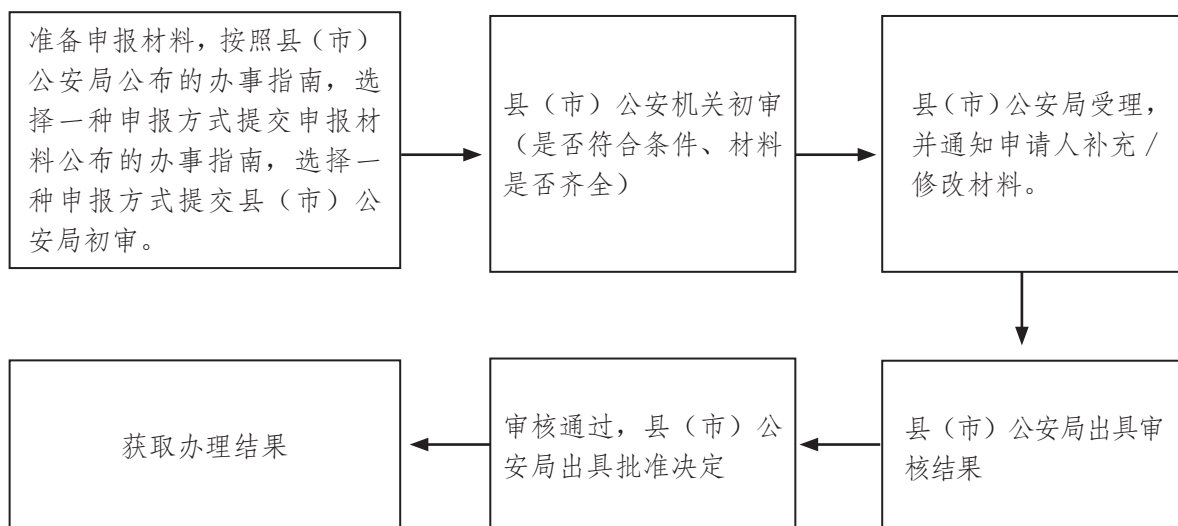 准备申报材料，按照县（市）
公安局公布的办事指南，选
择一种申报方式提交申报材
料公布的办事指南，选择一
种申报方式提交县（市）公
安局初审。
县（市）公安机关初审
（是否符合条件、材料
是否齐全）
县（市）公安局受理，
并通知申请人补充/
修改材料。
县（市）公安局出具审
核结果
审核通过，县（市）公
安局出具批准决定
获取办理结果